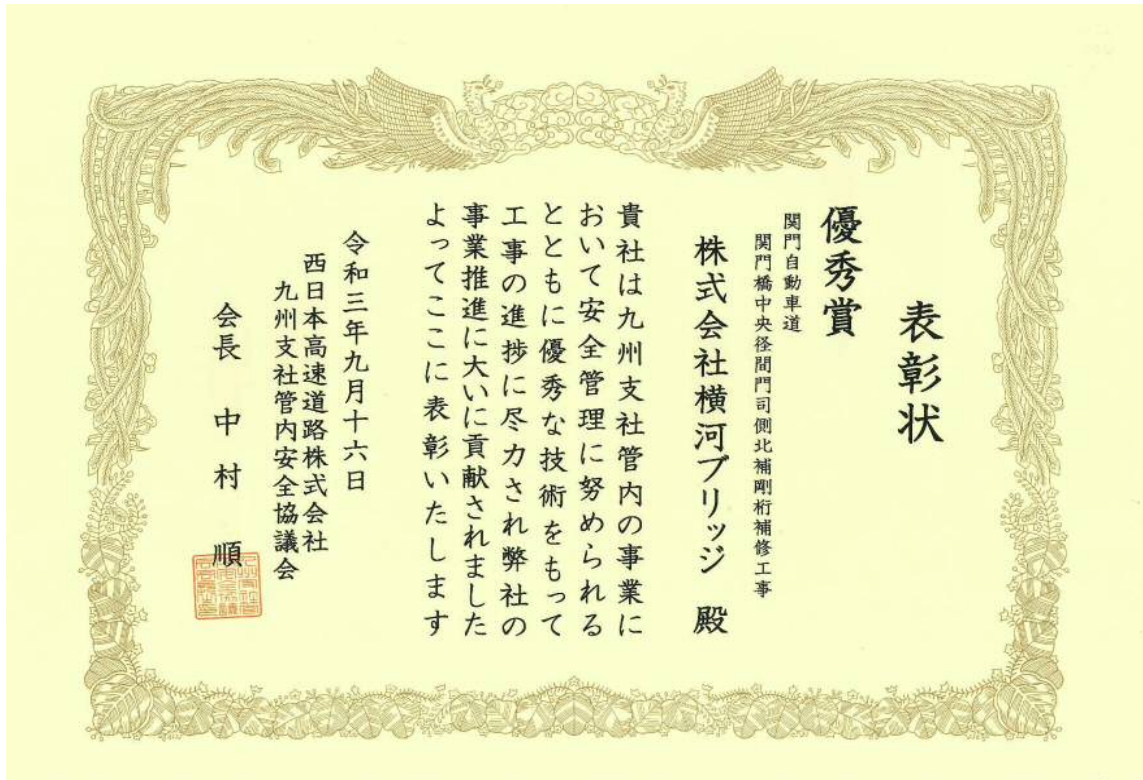 表彰状
優秀賞
関門自動車道
関門橋中央径間門司側北補剛桁補修工事
株式会社横河ブリッジ 殿
貴社は九州支社管内の事業に
おいて安全管理に努められる
とともに優秀な技術をもって
工事の進捗に尽力され弊社の
事業推進に大いに貢献されました
よってここに表彰いたします
令和三年九月十六日
西日本高速道路株式会社
九州支社管内安全協議会
会長 中村 順